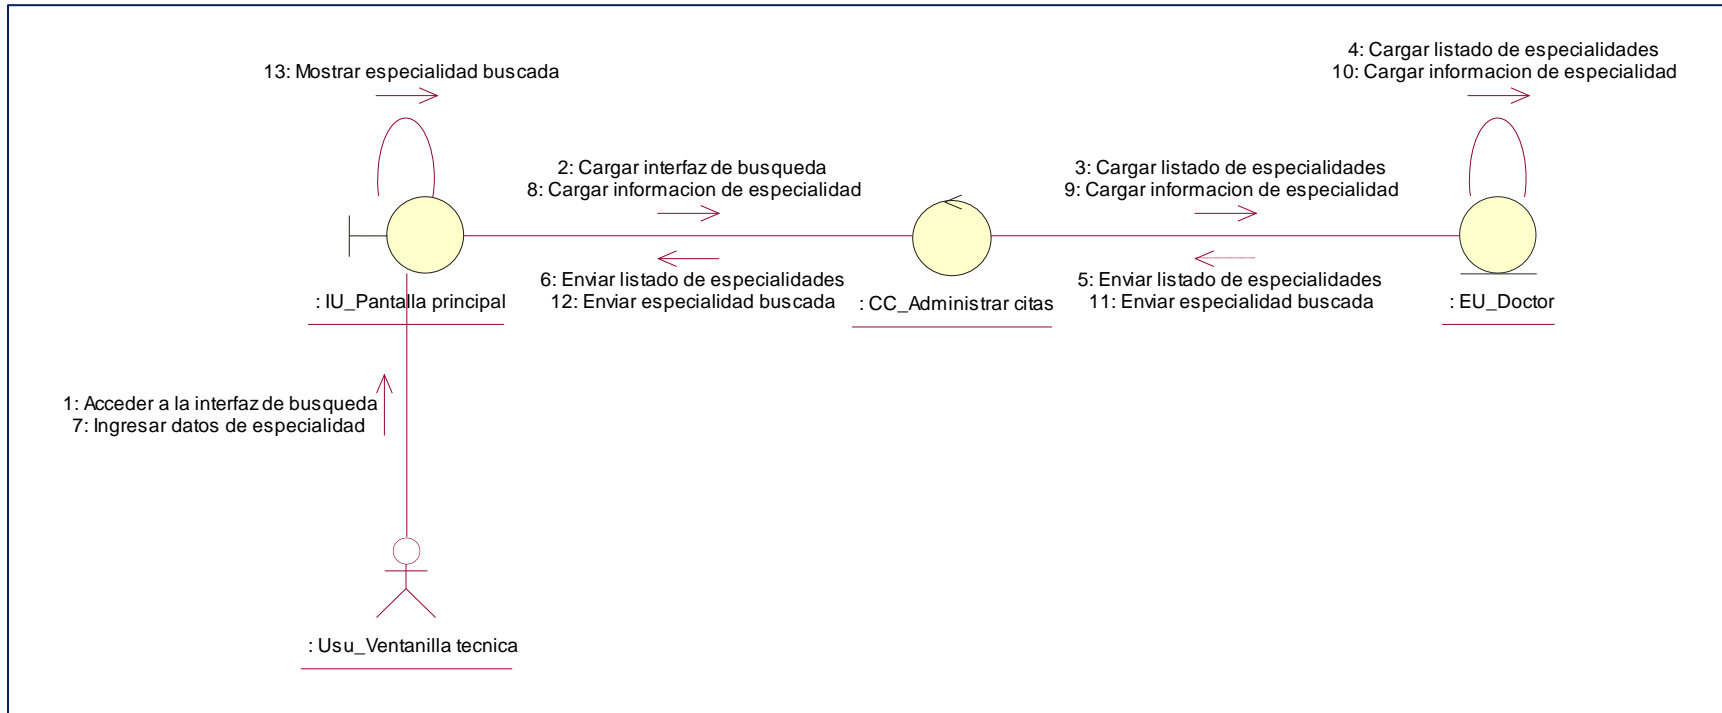 4: Cargar listado de especialidades
10: Cargar informacion de especialidad
13: Mostrar especialidad buscada
2: Cargar interfaz de busqueda
8: Cargar informacion de especialidad
3: Cargar listado de especialidades
9: Cargar informacion de especialidad
6: Enviar listado de especialidades
12: Enviar especialidad buscada
5: Enviar listado de especialidades
11: Enviar especialidad buscada
: IU_Pantalla principal
: CC_Administrar citas
: EU_Doctor
1: Acceder a la interfaz de busqueda
7: Ingresar datos de especialidad
: Usu_Ventanilla tecnica